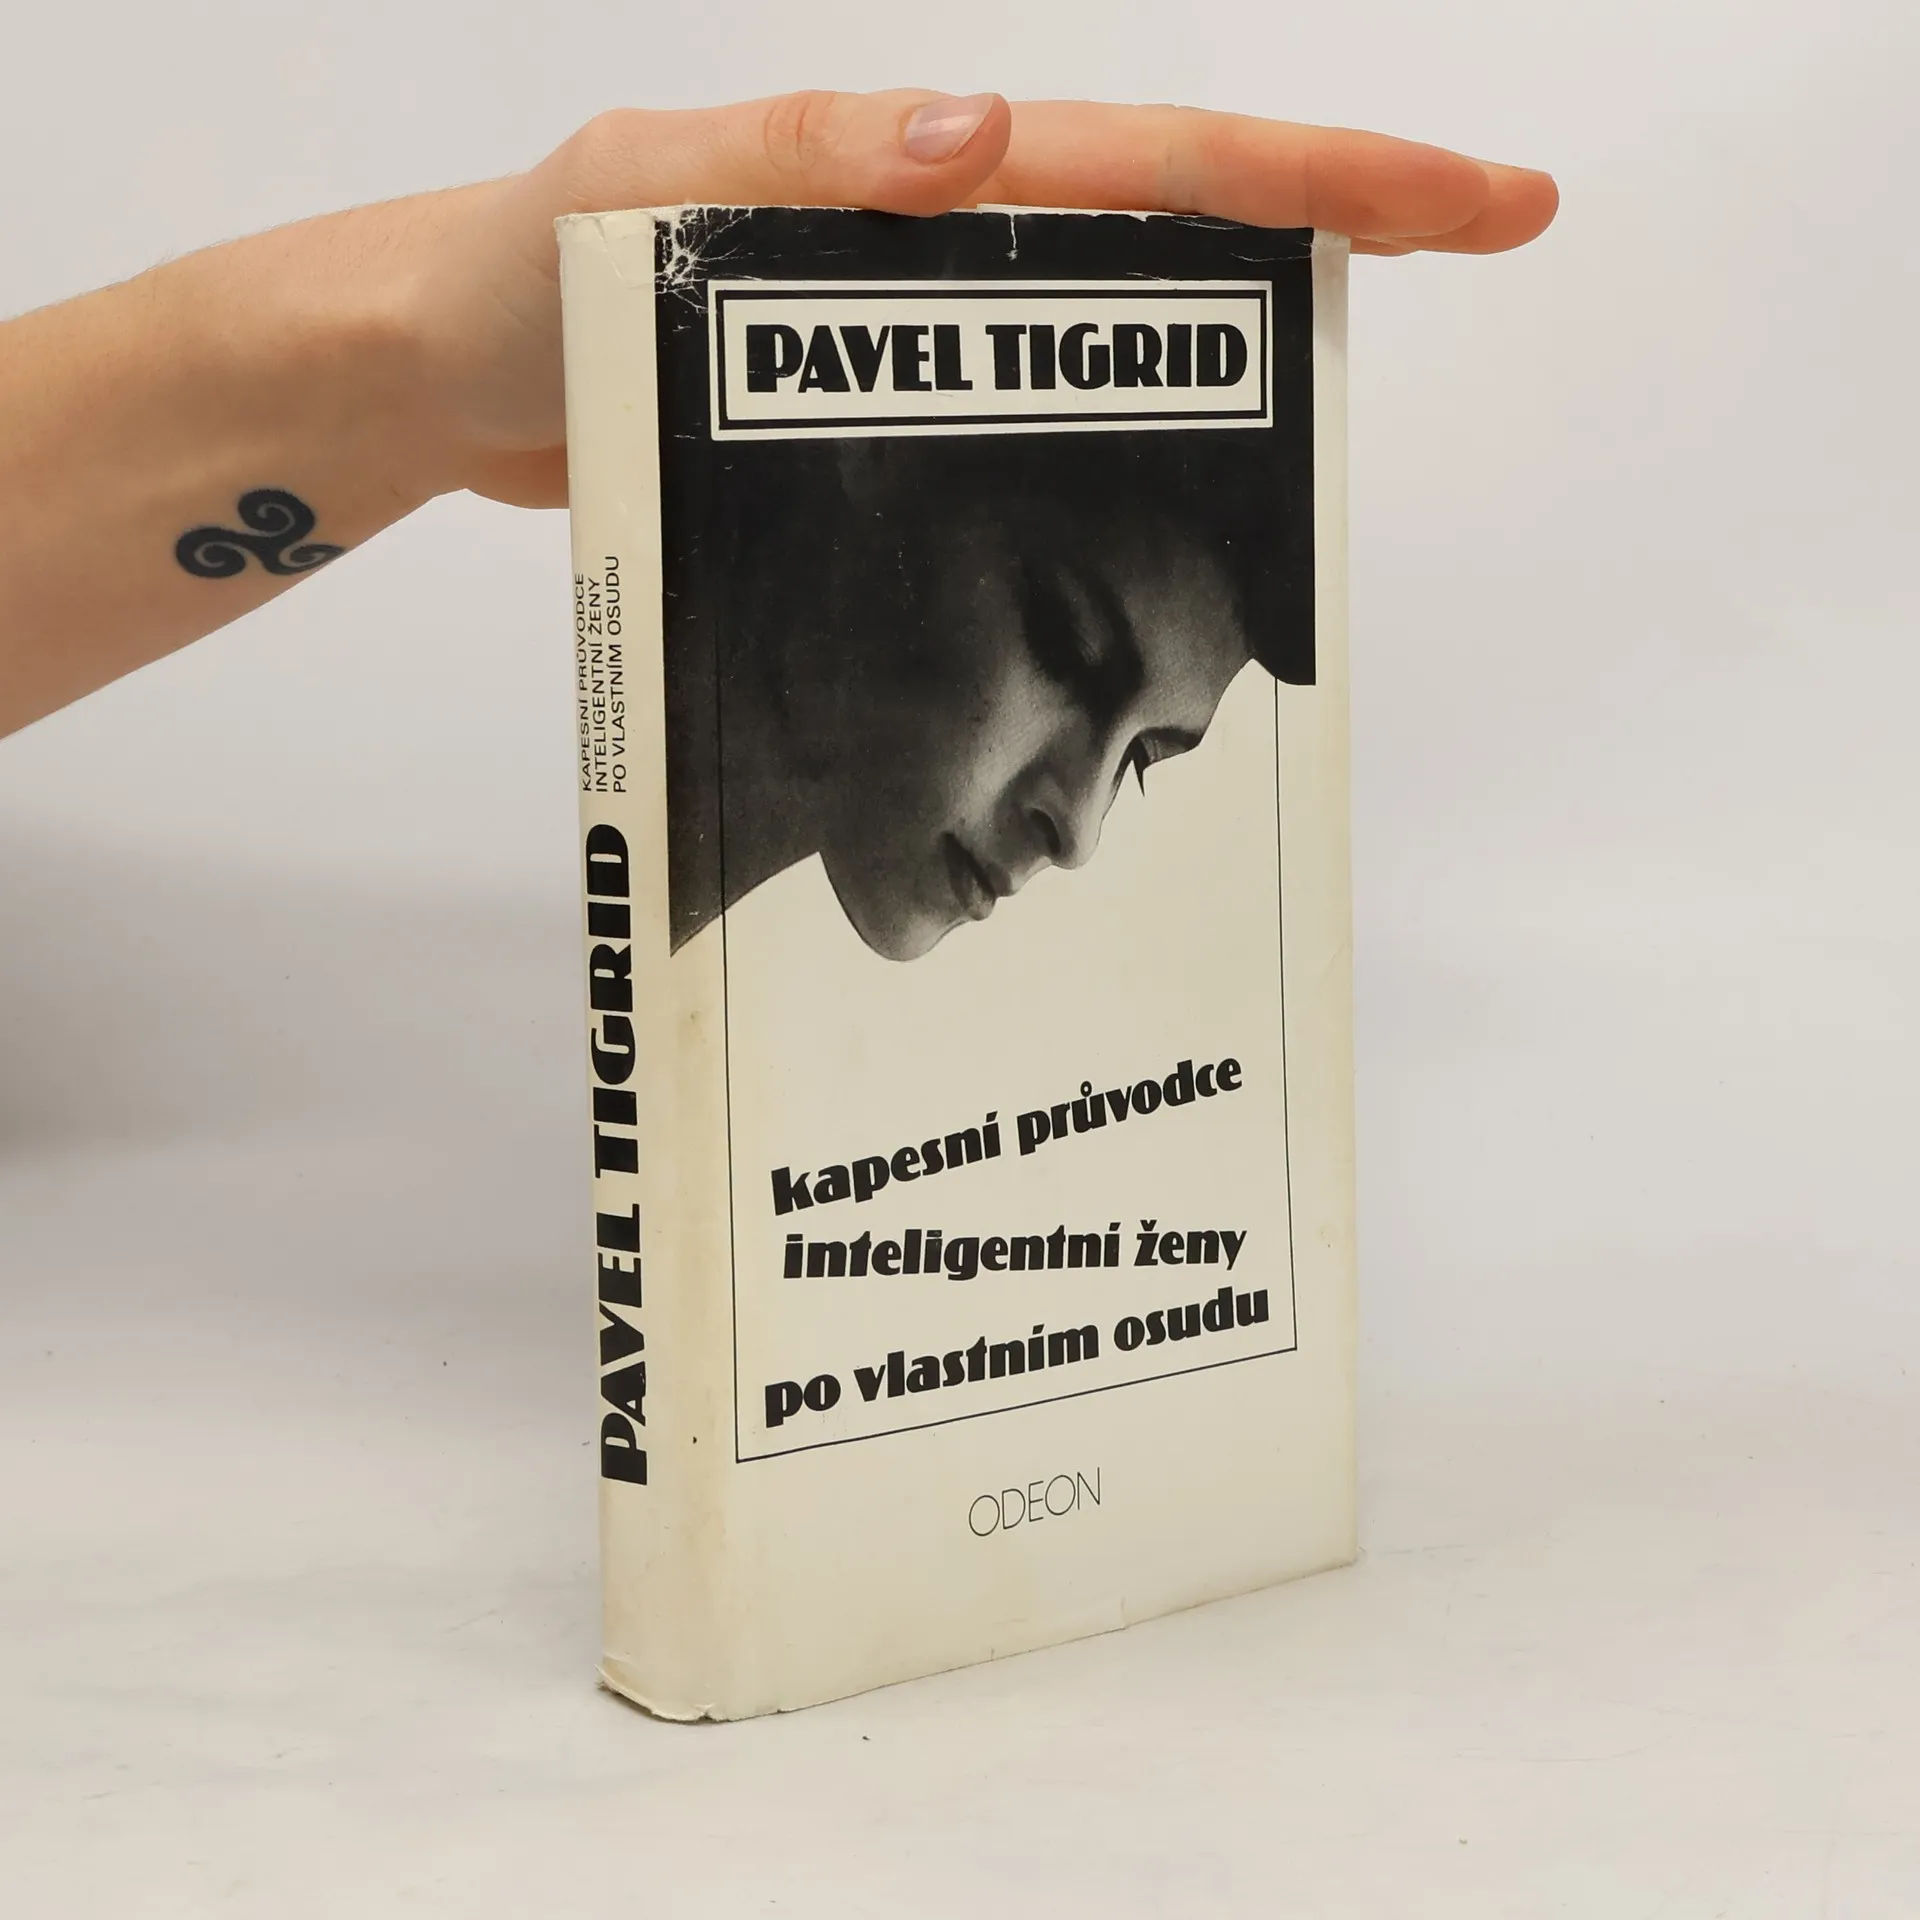 PAVEL TIGRID
kapesní průvodce
inteligentní ženy
po vlastním osudu
ODEON
PAVEL TIGRID
KAPESNÍ PRŮVODCE
INTELIGENTNÍ ŽENY
PO VLASTNÍM OSUDU